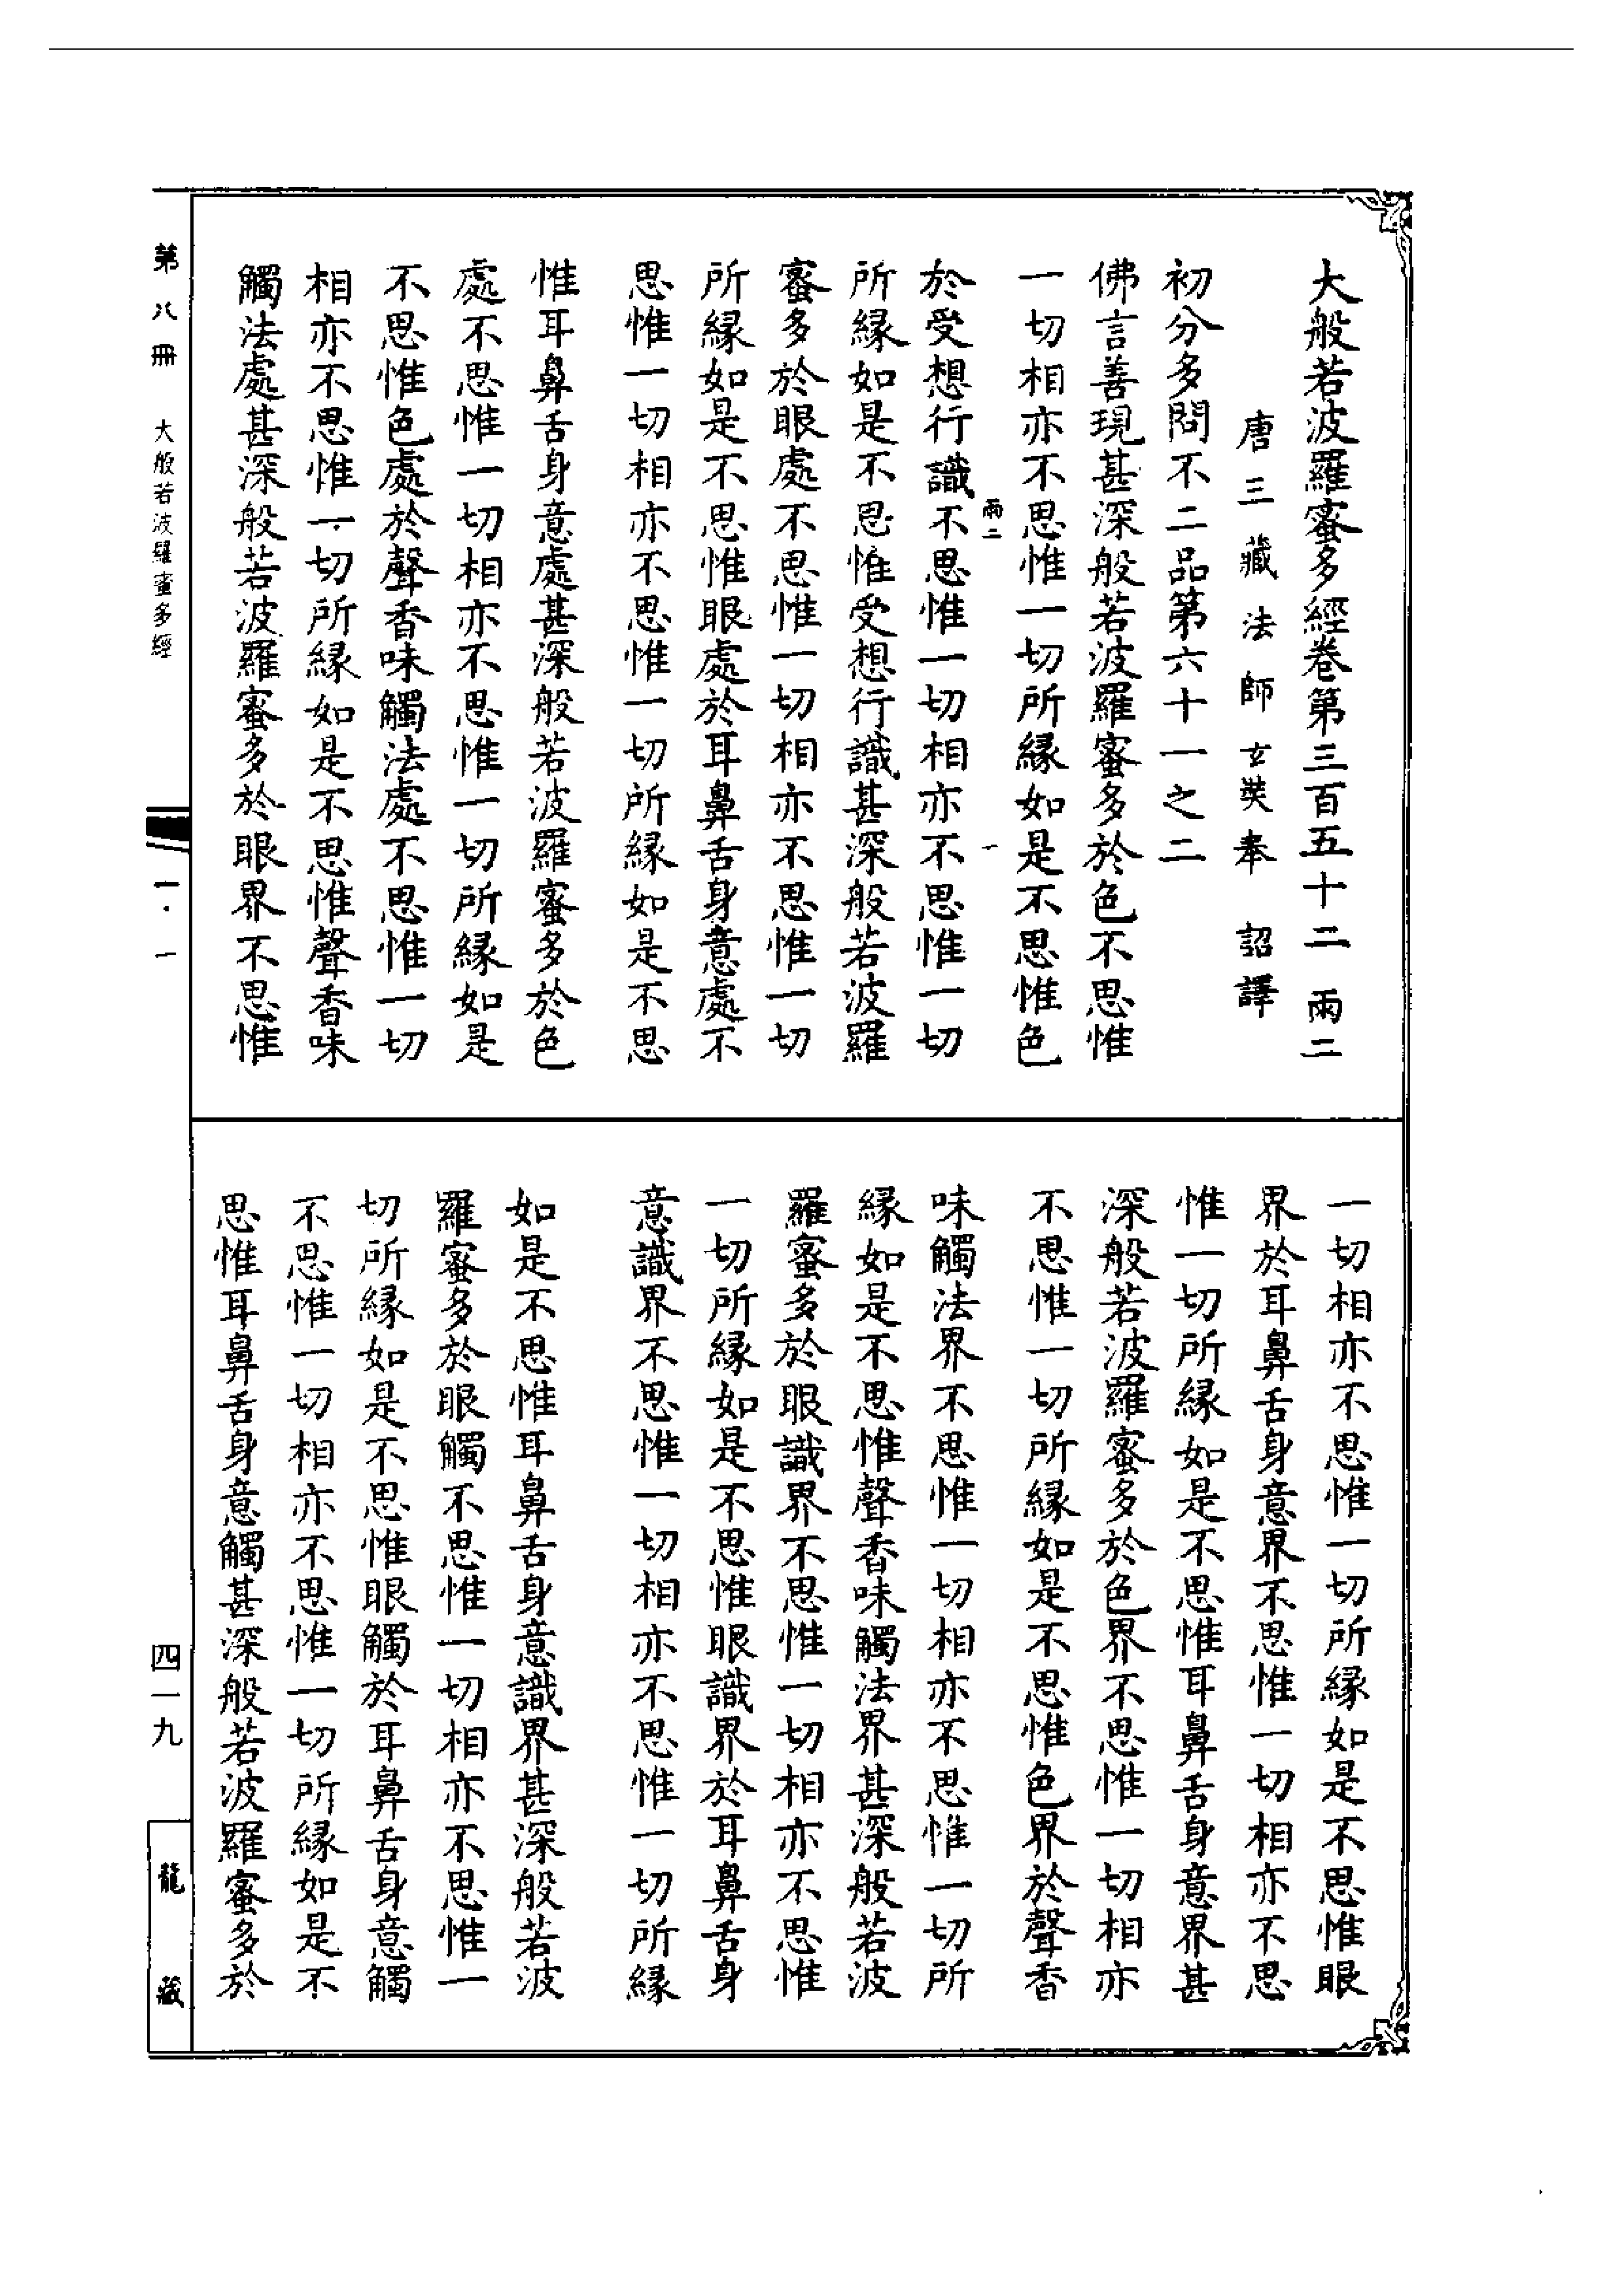 大般若波羅蜜多經卷第三百五十二　雨二
唐三藏法師玄奘奉　詔譯
初分多問不二品第六十一之二
佛言善現甚深般若波羅蜜多於色不思惟
一切相亦不思惟一切所緣如是不思惟色
雨二　一
於受想行識不思惟一切相亦不思惟一切
所緣如是不思惟受想行識甚深般若波羅
蜜多於眼處不思惟一切相亦不思惟一切
所緣如是不思惟眼處於耳鼻舌身意處不
思惟一切相亦不思惟一切所緣如是不思
惟耳鼻舌身意處甚深般若波羅蜜多於色
處不思惟一切相亦不思惟一切所緣如是
不思惟色處於聲香味觸法處不思惟一切
相亦不思惟一切所緣如是不思惟聲香味
觸法處甚深般若波羅蜜多於眼界不思惟
一切相亦不思惟一切所緣如是不思惟眼
界於耳鼻舌身意界不思惟一切相亦不思
惟一切所緣如是不思惟耳鼻舌身意界甚
深般若波羅蜜多於色界不思惟一切相亦
不思惟一切所緣如是不思惟色界於聲香
味觸法界不思惟一切相亦不思惟一切所
緣如是不思惟聲香味觸法界甚深般若波
羅蜜多於眼識界不思惟一切相亦不思惟
一切所緣如是不思惟眼識界於耳鼻舌身
意識界不思惟一切相亦不思惟一切所緣
如是不思惟耳鼻舌身意識界甚深般若波
羅蜜多於眼觸不思惟一切相亦不思惟一
切所緣如是不思惟眼觸於耳鼻舌身意觸
不思惟一切相亦不思惟一切所緣如是不
思惟耳鼻舌身意觸甚深般若波羅蜜多於
第八冊　大般若波羅蜜多經　一·一　四一九　龍藏